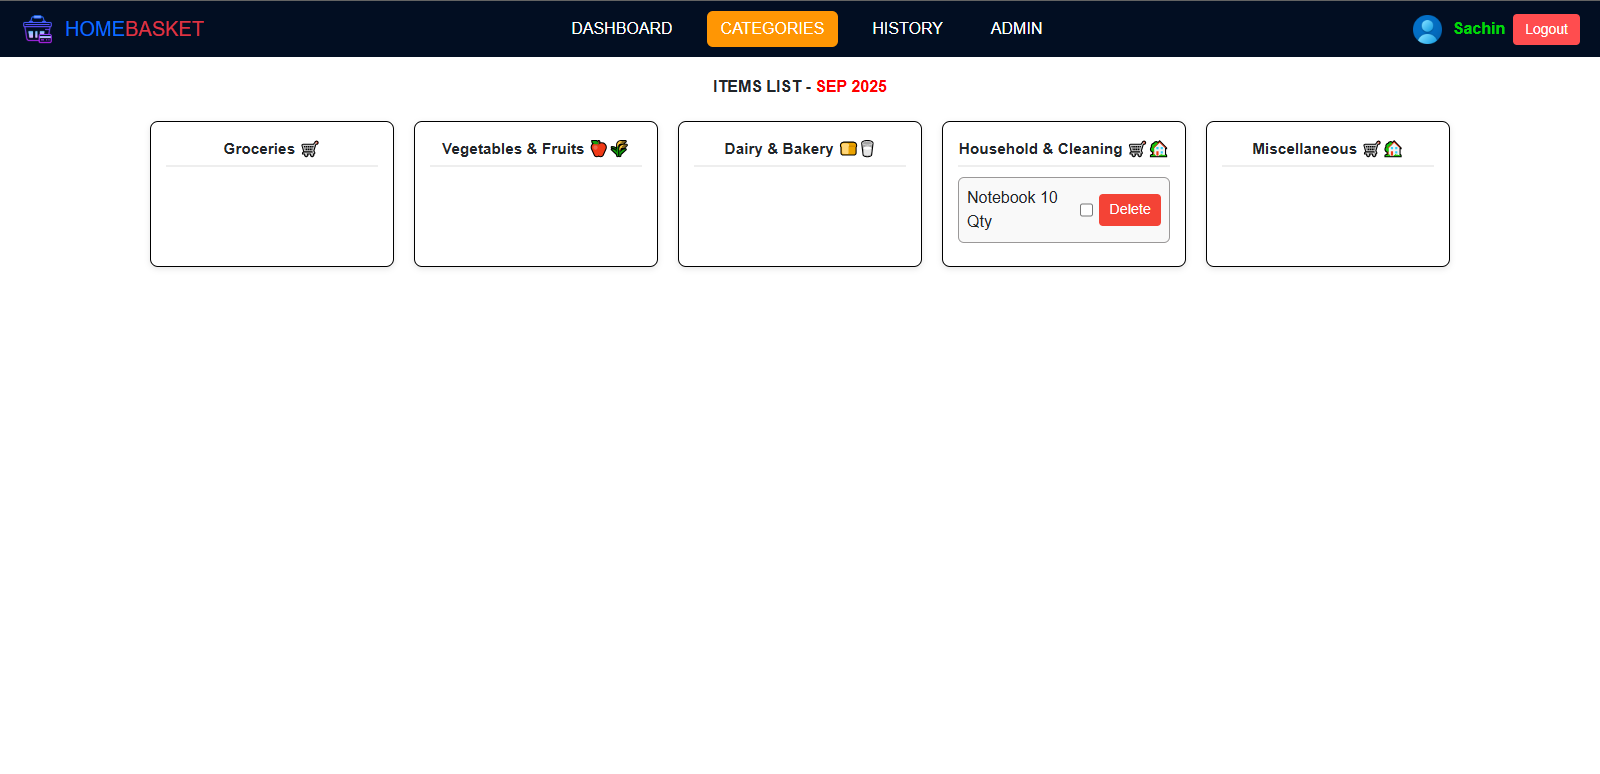 HOMEBASKET
DASHBOARD
CATEGORIES
HISTORY
ADMIN
Sachin
Logout
ITEMS LIST - SEP 2025
Groceries 🛒
Vegetables & Fruits 🍎🌾
Dairy & Bakery 🍞🥛
Household & Cleaning 🛒🏡
Miscellaneous 🛒🏡
Notebook 10
Qty
Delete